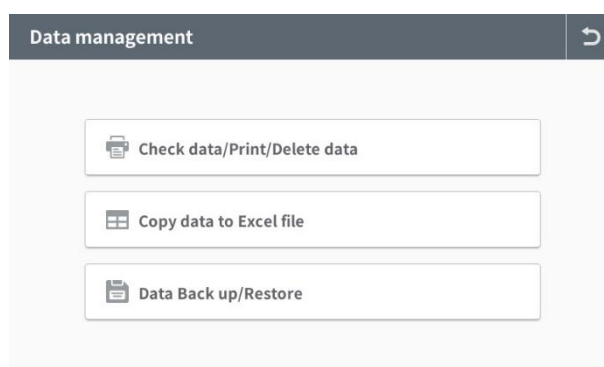 Data management
Check data/Print/Delete data
Copy data to Excel file
Data Back up/Restore